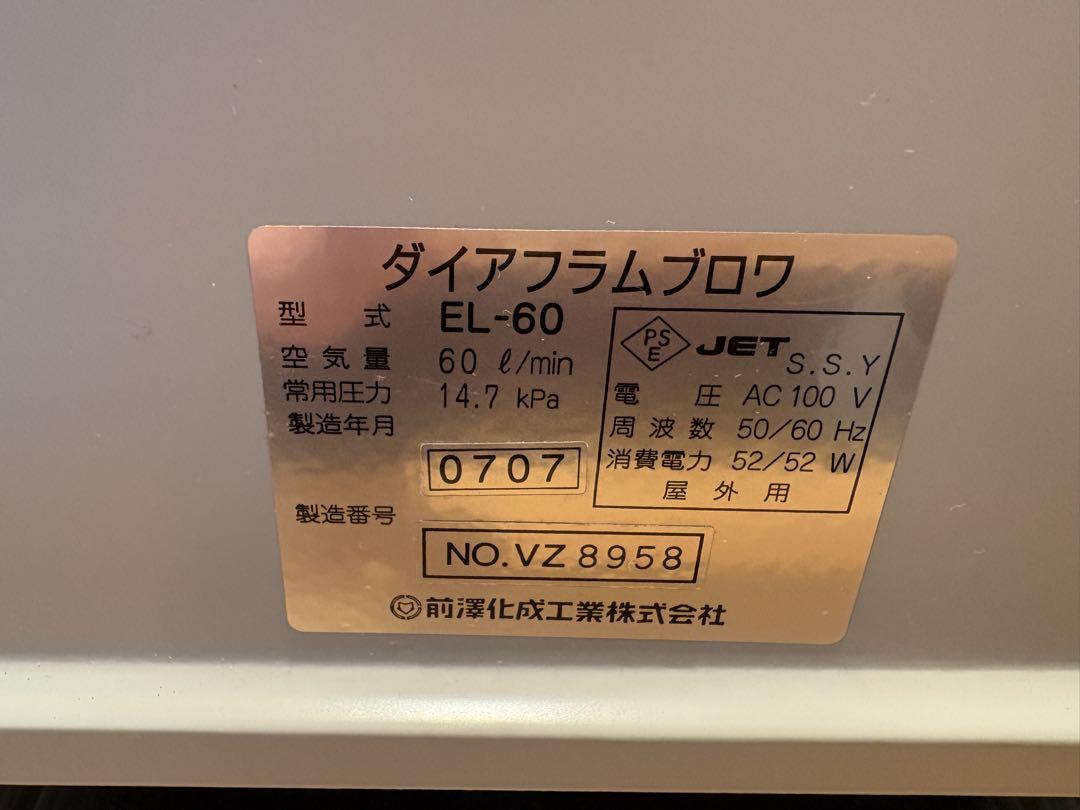 ダイアフラムブロワ
型式 EL-60
空気量 60 ℓ/min
常用圧力 14.7 kPa
製造年月
0707
製造番号
NO.VZ 8958
PSE JET S.S.Y
電圧 AC 100 V
周波数 50/60 Hz
消費電力 52/52 W
屋外用
前澤化成工業株式会社